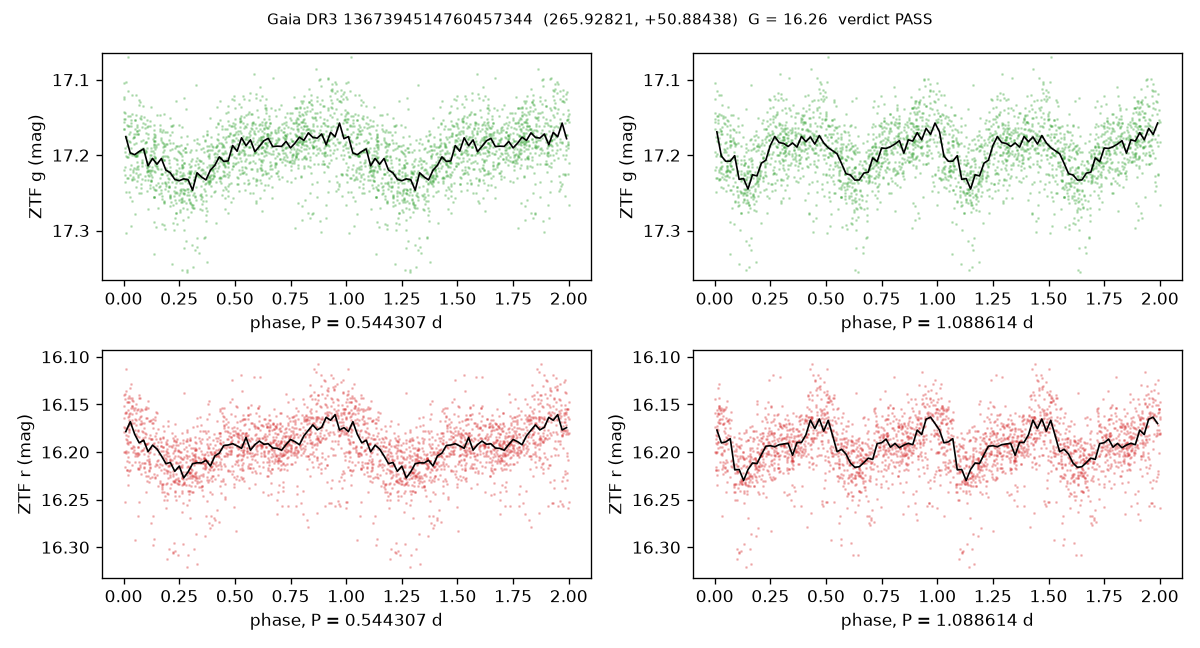 Gaia DR3 1367394514760457344 (265.92821, +50.88438) G = 16.26 verdict PASS
ZTF g (mag)
17.1
17.2
17.3
0.00 0.25 0.50 0.75 1.00 1.25 1.50 1.75 2.00
phase, P = 0.544307 d
ZTF g (mag)
17.1
17.2
17.3
0.00 0.25 0.50 0.75 1.00 1.25 1.50 1.75 2.00
phase, P = 1.088614 d
ZTF r (mag)
16.10
16.15
16.20
16.25
16.30
0.00 0.25 0.50 0.75 1.00 1.25 1.50 1.75 2.00
phase, P = 0.544307 d
ZTF r (mag)
16.10
16.15
16.20
16.25
16.30
0.00 0.25 0.50 0.75 1.00 1.25 1.50 1.75 2.00
phase, P = 1.088614 d